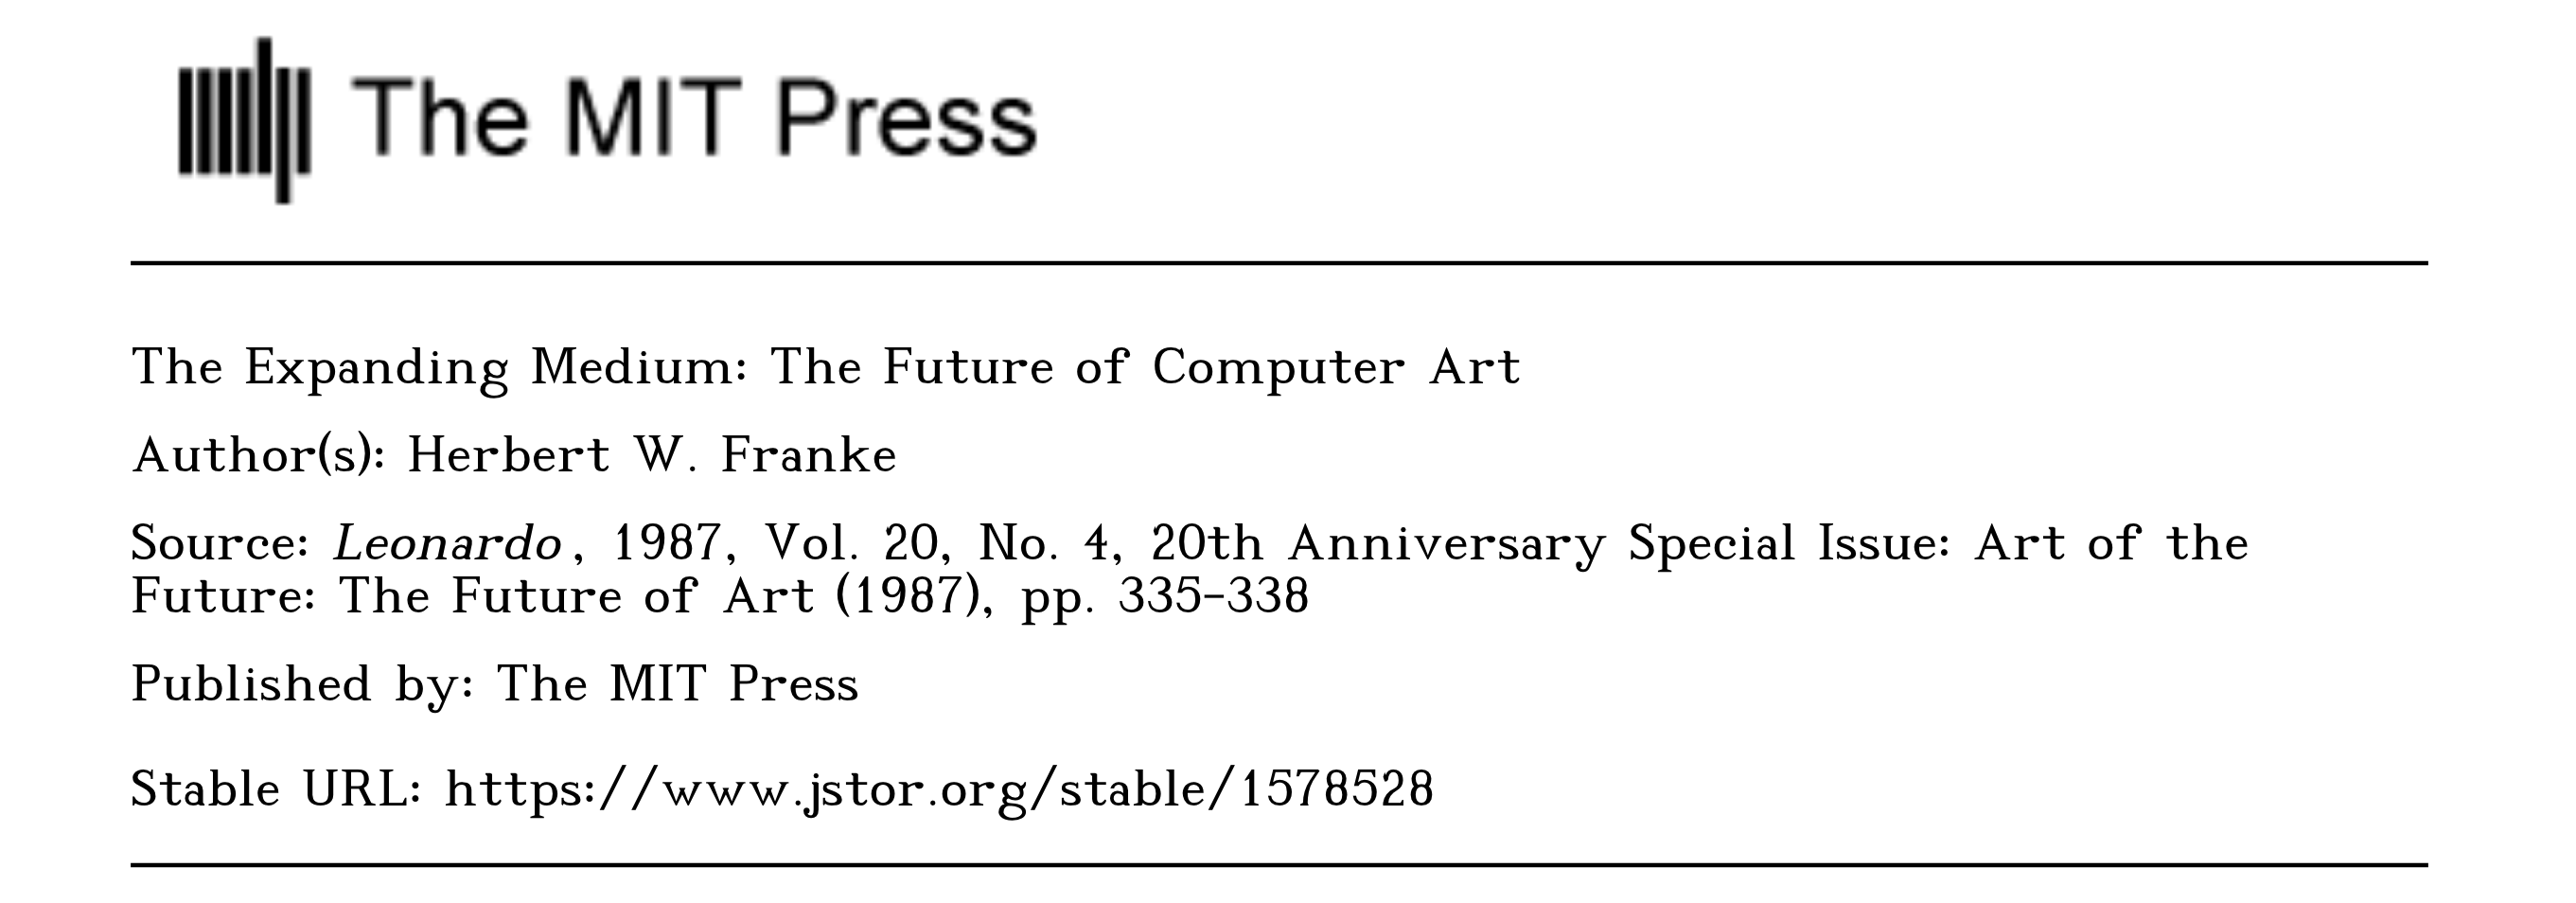 The MIT Press
The Expanding Medium: The Future of Computer Art
Author(s): Herbert W. Franke
Source: Leonardo , 1987, Vol. 20, No. 4, 20th Anniversary Special Issue: Art of the
Future: The Future of Art (1987), pp. 335-338
Published by: The MIT Press
Stable URL: https://www.jstor.org/stable/1578528